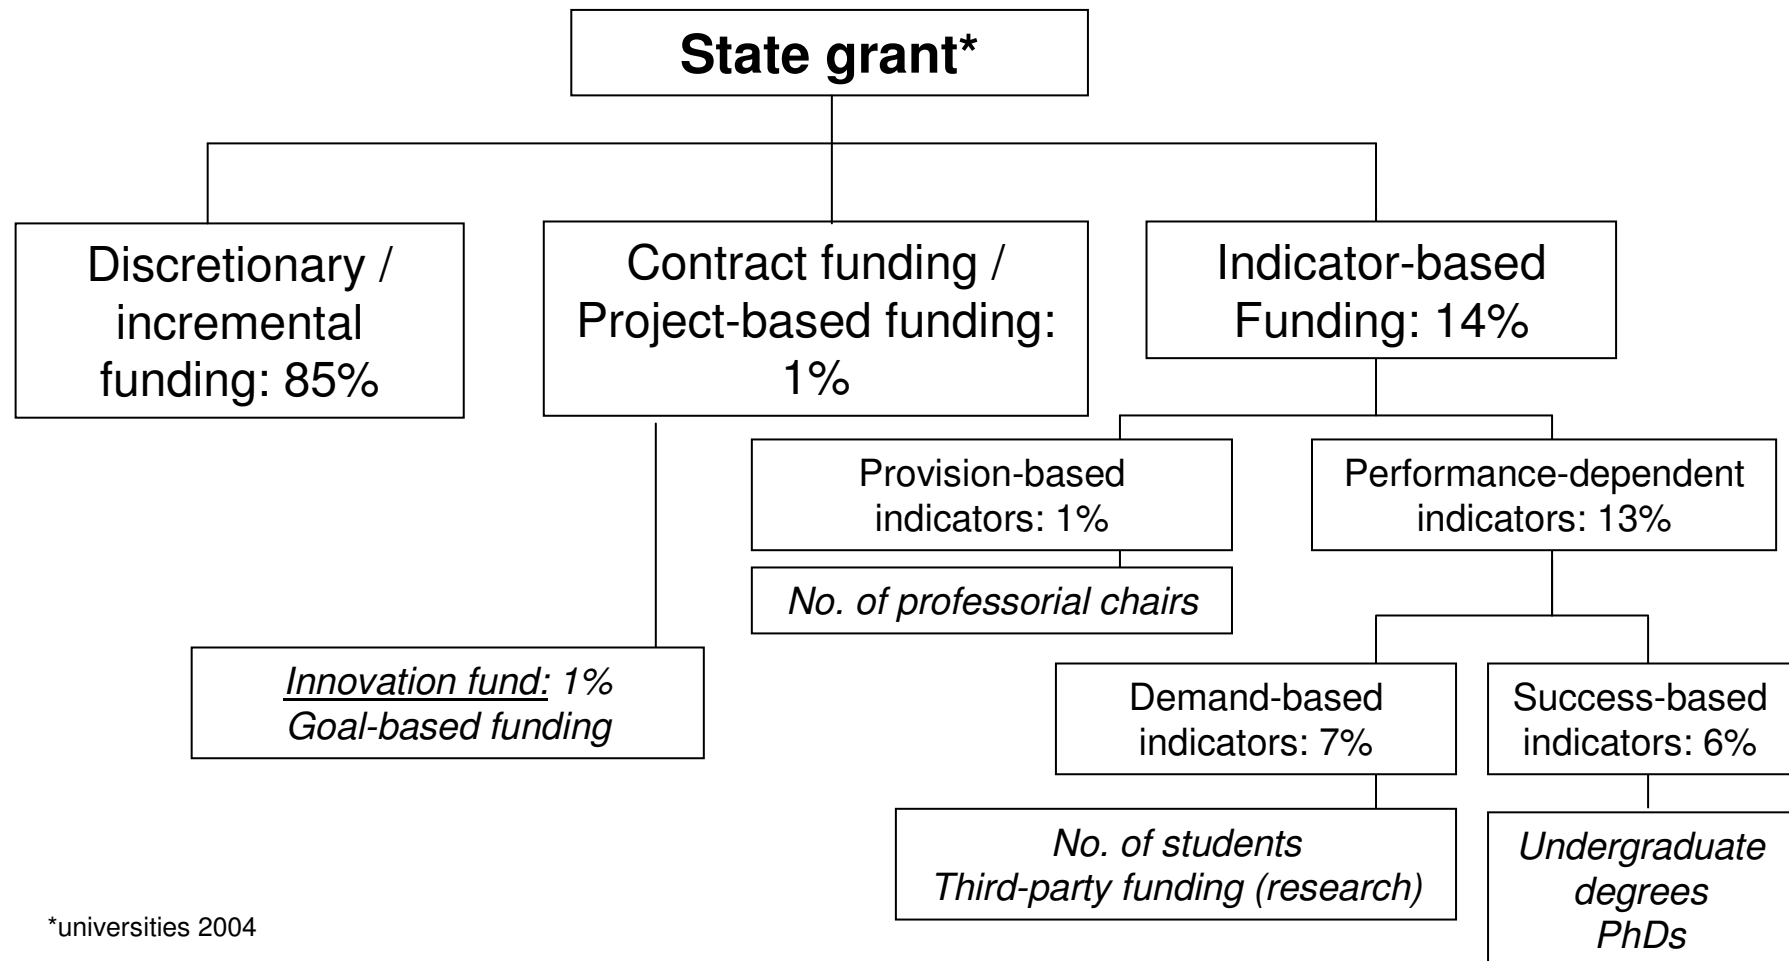 State grant*
Discretionary /
incremental
funding: 85%
Contract funding /
Project-based funding:
1%
Indicator-based
Funding: 14%
Provision-based
indicators: 1%
Performance-dependent
indicators: 13%
No. of professorial chairs
Innovation fund: 1%
Goal-based funding
Demand-based
indicators: 7%
Success-based
indicators: 6%
No. of students
Third-party funding (research)
Undergraduate
degrees
PhDs
*universities 2004